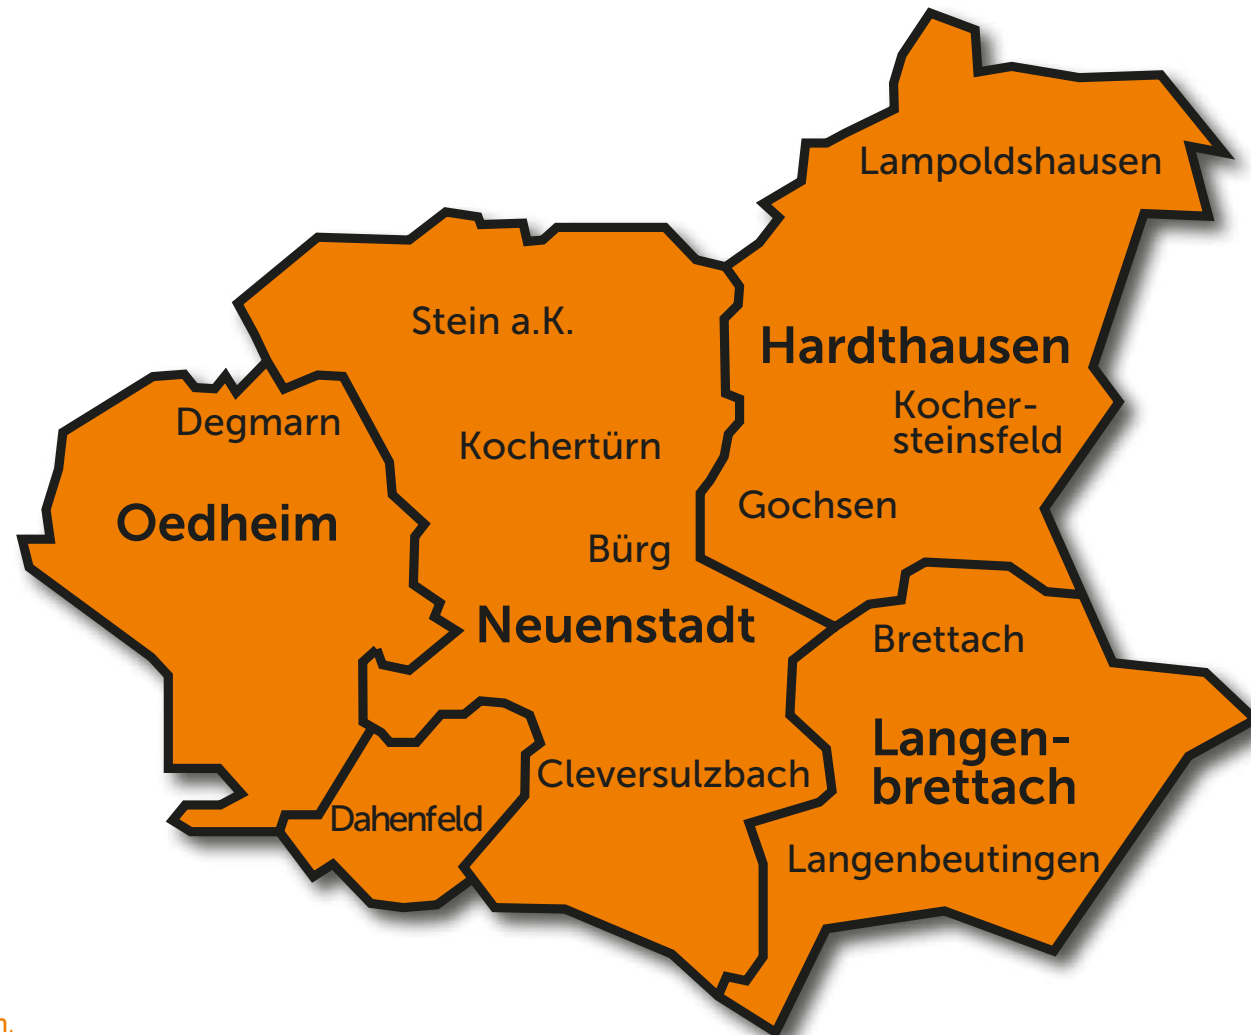 Lampoldshausen
Stein a.K.
Hardthausen
Kocher-
steinsfeld
Degmarn
Kochertürn
Oedheim
Gochsen
Bürg
Neuenstadt
Brettach
Langen-
brettach
Cleversulzbach
Dahenfeld
Langenbeutingen